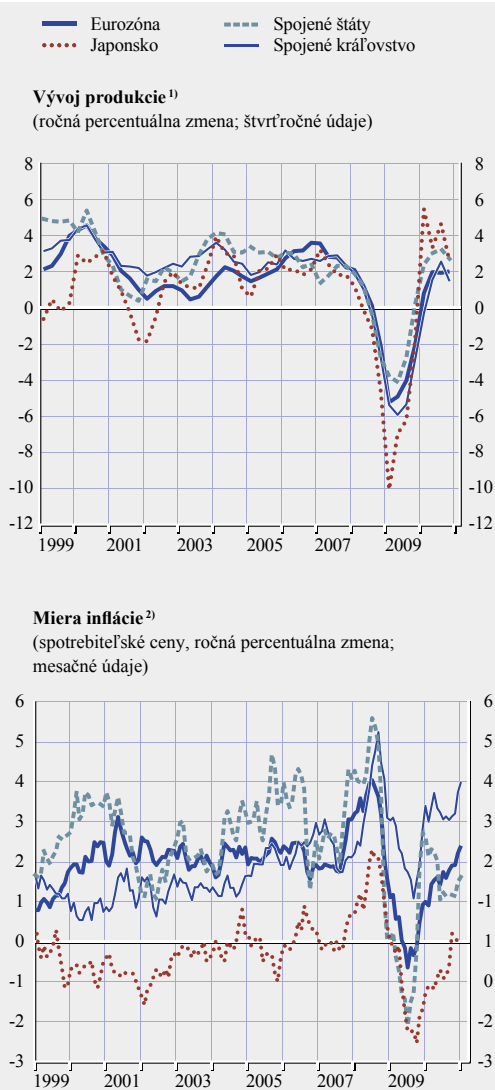 Eurozóna Spojené štáty
Japonsko Spojené kráľovstvo
Vývoj produkcie 1)
(ročná percentuálna zmena; štvrťročné údaje)
8 8
6 6
4 4
2 2
0 0
-2 -2
-4 -4
-6 -6
-8 -8
-10 -10
-12 -12
1999 2001 2003 2005 2007 2009
Miera inflácie 2)
(spotrebiteľské ceny, ročná percentuálna zmena;
mesačné údaje)
6 6
5 5
4 4
3 3
2 2
1 -1
0 1
-1 0
-2 -2
-3 -3
1999 2001 2003 2005 2007 2009